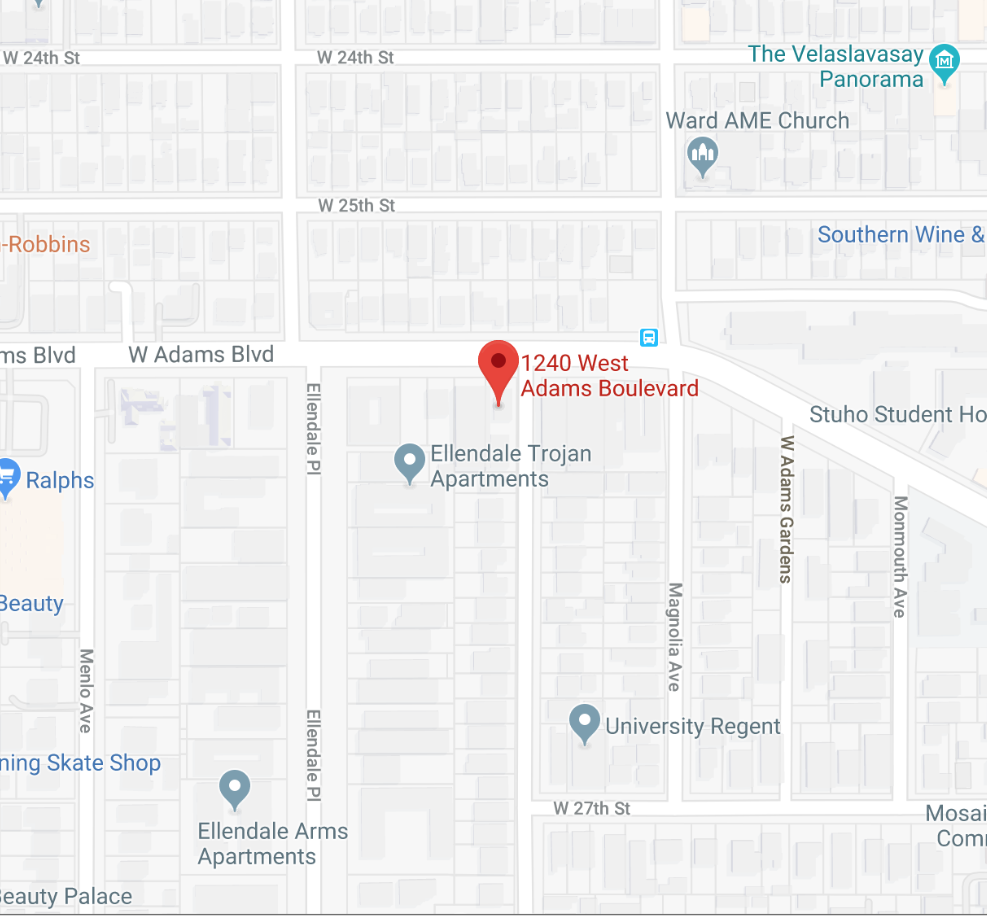 W 24th St
W 24th St
The Velaslavasay
Panorama
Ward AME Church
W 25th St
Southern Wine &
-Robbins
ms Blvd
W Adams Blvd
1240 West
Adams Boulevard
Ellendale Pl
Stuho Student Ho
Ellendale Trojan
Apartments
W Adams Gardens
Ralphs
Monmouth Ave
Magnolia Ave
Beauty
Menlo Ave
Ellendale Pl
University Regent
ning Skate Shop
W 27th St
Mosai
Com
Ellendale Arms
Apartments
Beauty Palace